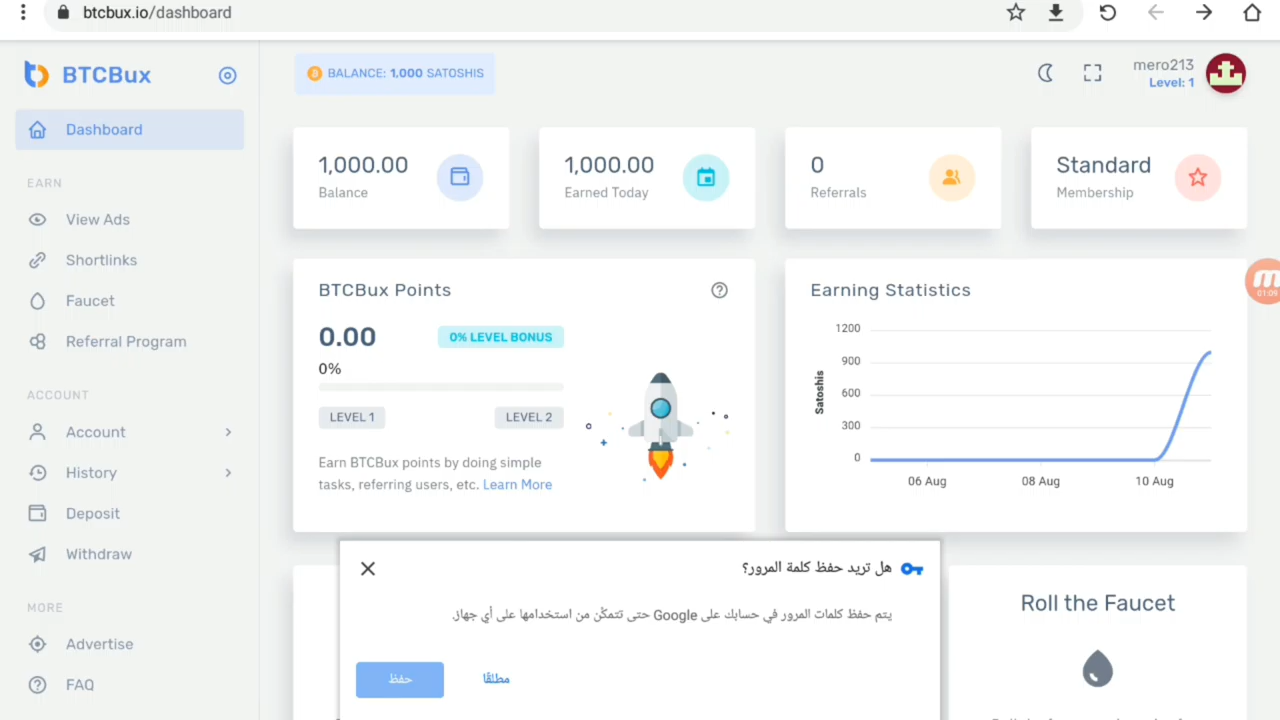 btcbux.io/dashboard
BTCBux
BALANCE: 1,000 SATOSHIS
mero213
Level: 1
Dashboard
EARN
View Ads
Shortlinks
Faucet
Referral Program
ACCOUNT
Account
History
Deposit
Withdraw
MORE
Advertise
FAQ
1,000.00
Balance
1,000.00
Earned Today
0
Referrals
Standard
Membership
BTCBux Points
0.00
0% LEVEL BONUS
0%
LEVEL 1
LEVEL 2
Earn BTCBux points by doing simple
tasks, referring users, etc. Learn More
Earning Statistics
Satoshis
1200
900
600
300
0
06 Aug
08 Aug
10 Aug
01:09
هل تريد حفظ كلمة المرور؟
يتم حفظ كلمات المرور في حسابك على Google حتى تتمكّن من استخدامها على أي جهاز.
حفظ
مطلقًا
Roll the Faucet